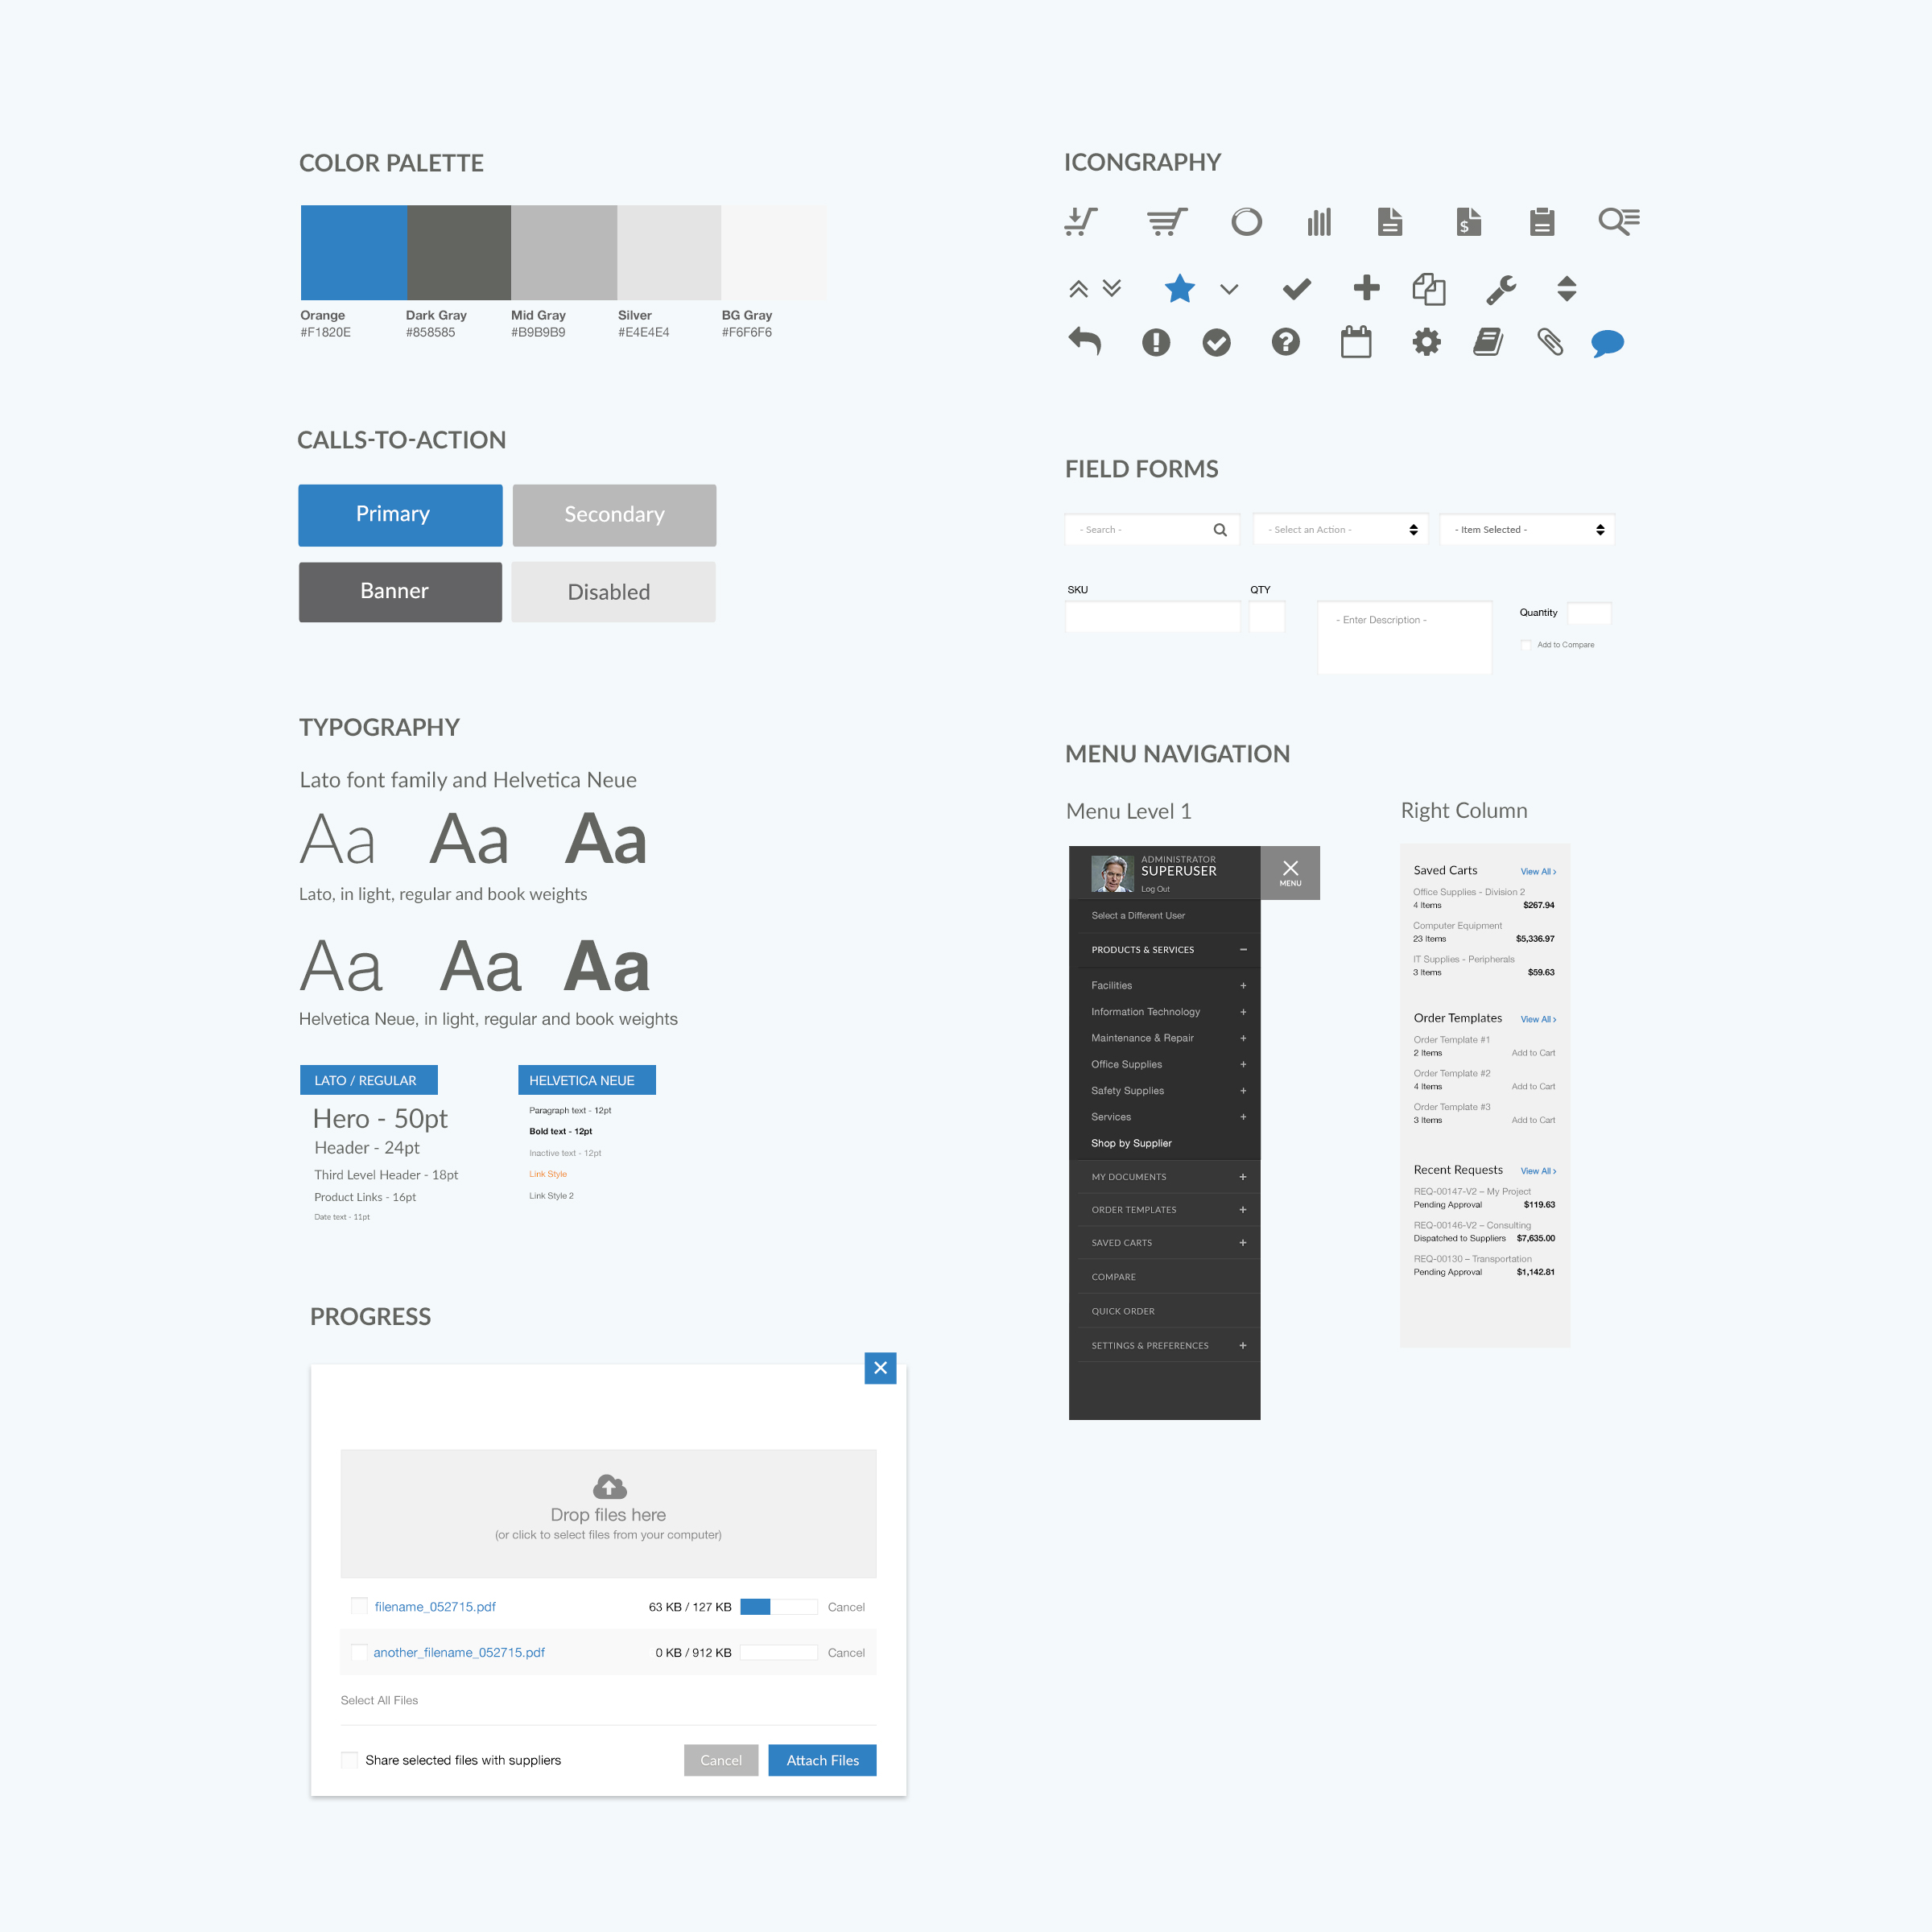 COLOR PALETTE
Orange
#F1820E
Dark Gray
#858585
Mid Gray
#B9B9B9
Silver
#E4E4E4
BG Gray
#F6F6F6
CALLS-TO-ACTION
Primary
Secondary
Banner
Disabled
TYPOGRAPHY
Lato font family and Helvetica Neue
Aa Aa Aa
Lato, in light, regular and book weights
Aa Aa Aa
Helvetica Neue, in light, regular and book weights
LATO / REGULAR
Hero - 50pt
Header - 24pt
Third Level Header - 18pt
Product Links - 16pt
Date text - 11pt
HELVETICA NEUE
Paragraph text - 12pt
Bold text - 12pt
Inactive text - 12pt
Link Style
Link Style 2
PROGRESS
Drop files here
(or click to select files from your computer)
filename_052715.pdf 63 KB / 127 KB Cancel
another_filename_052715.pdf 0 KB / 912 KB Cancel
Select All Files
Share selected files with suppliers
Cancel
Attach Files
ICONGRAPHY
$
FIELD FORMS
- Search -
- Select an Action -
- Item Selected -
SKU
QTY
- Enter Description -
Quantity
Add to Compare
MENU NAVIGATION
Menu Level 1
ADMINISTRATOR
SUPERUSER
Log Out
MENU
Select a Different User
PRODUCTS & SERVICES
Facilities
Information Technology
Maintenance & Repair
Office Supplies
Safety Supplies
Services
Shop by Supplier
MY DOCUMENTS
ORDER TEMPLATES
SAVED CARTS
COMPARE
QUICK ORDER
SETTINGS & PREFERENCES
Right Column
Saved Carts View All ›
Office Supplies - Division 2
4 Items $267.94
Computer Equipment
23 Items $5,336.97
IT Supplies - Peripherals
3 Items $59.63
Order Templates View All ›
Order Template #1
2 Items Add to Cart
Order Template #2
4 Items Add to Cart
Order Template #3
3 Items Add to Cart
Recent Requests View All ›
REQ-00147-V2 – My Project
Pending Approval $119.63
REQ-00146-V2 – Consulting
Dispatched to Suppliers $7,635.00
REQ-00130 – Transportation
Pending Approval $1,142.81